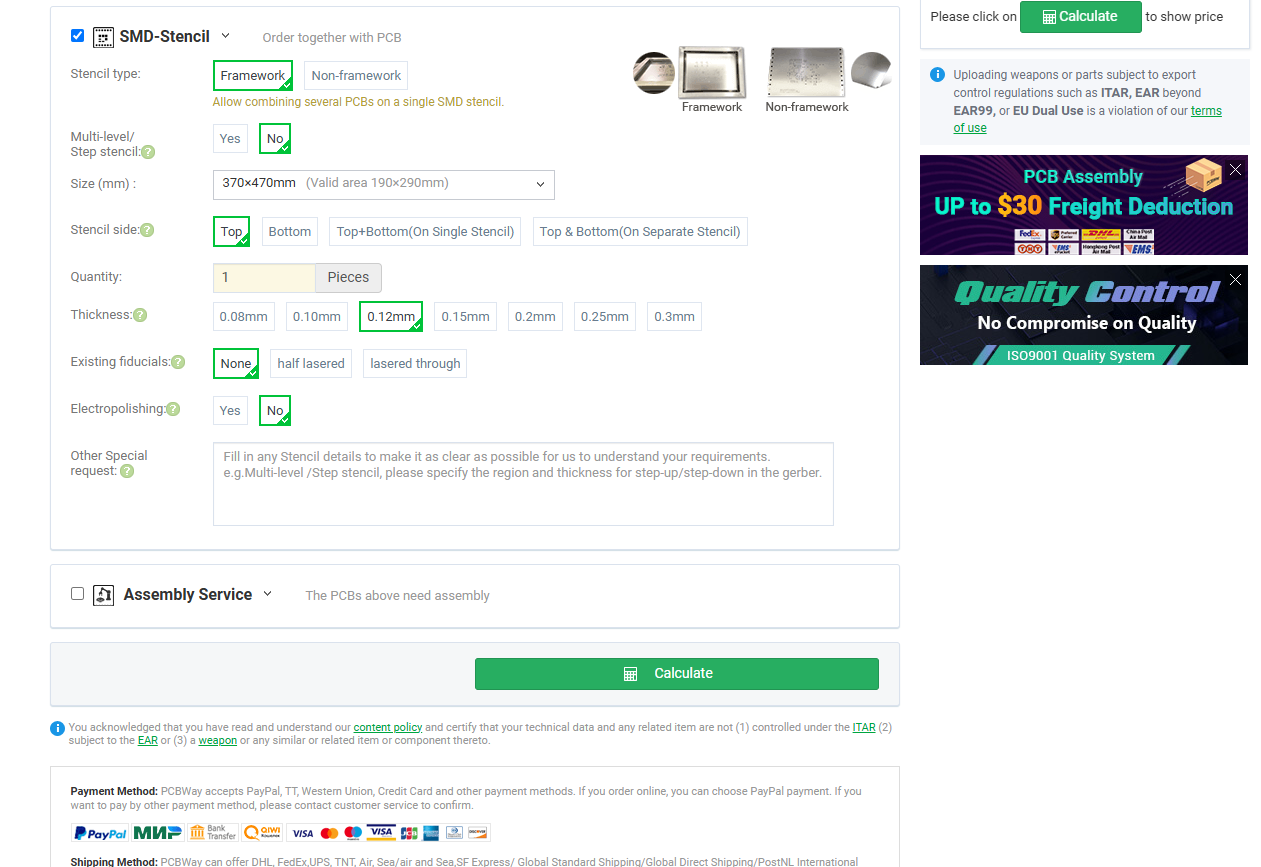 SMD-Stencil Order together with PCB
Stencil type: Framework Non-framework
Allow combining several PCBs on a single SMD stencil.
Framework Non-framework
Multi-level/
Step stencil: ? Yes No
Size (mm) : 370×470mm (Valid area 190×290mm)
Stencil side: ? Top Bottom Top+Bottom(On Single Stencil) Top & Bottom(On Separate Stencil)
Quantity: 1 Pieces
Thickness: ? 0.08mm 0.10mm 0.12mm 0.15mm 0.2mm 0.25mm 0.3mm
Existing fiducials: ? None half lasered lasered through
Electropolishing: ? Yes No
Other Special
request: ?
Fill in any Stencil details to make it as clear as possible for us to understand your requirements.
e.g.Multi-level /Step stencil, please specify the region and thickness for step-up/step-down in the gerber.
Assembly Service The PCBs above need assembly
Calculate
You acknowledged that you have read and understand our content policy and certify that your technical data and any related item are not (1) controlled under the ITAR (2)
subject to the EAR or (3) a weapon or any similar or related item or component thereto.
Payment Method: PCBWay accepts PayPal, TT, Western Union, Credit Card and other payment methods. If you order online, you can choose PayPal payment. If you
want to pay by other payment method, please contact customer service to confirm.
PayPal МИР Bank Transfer QIWI VISA VISA JCB DISCOVER
Shipping Method: PCBWay can offer DHL, FedEx,UPS, TNT, Air, Sea/air and Sea,SF Express/ Global Standard Shipping/Global Direct Shipping/PostNL International
Please click on Calculate to show price
Uploading weapons or parts subject to export
control regulations such as ITAR, EAR beyond
EAR99, or EU Dual Use is a violation of our terms
of use
PCB Assembly
UP to $30 Freight Deduction
FedEx DHL China Post Air Mail
TNT EMS Hongkong Post Air Mail EMS
Quality Control
No Compromise on Quality
ISO9001 Quality System